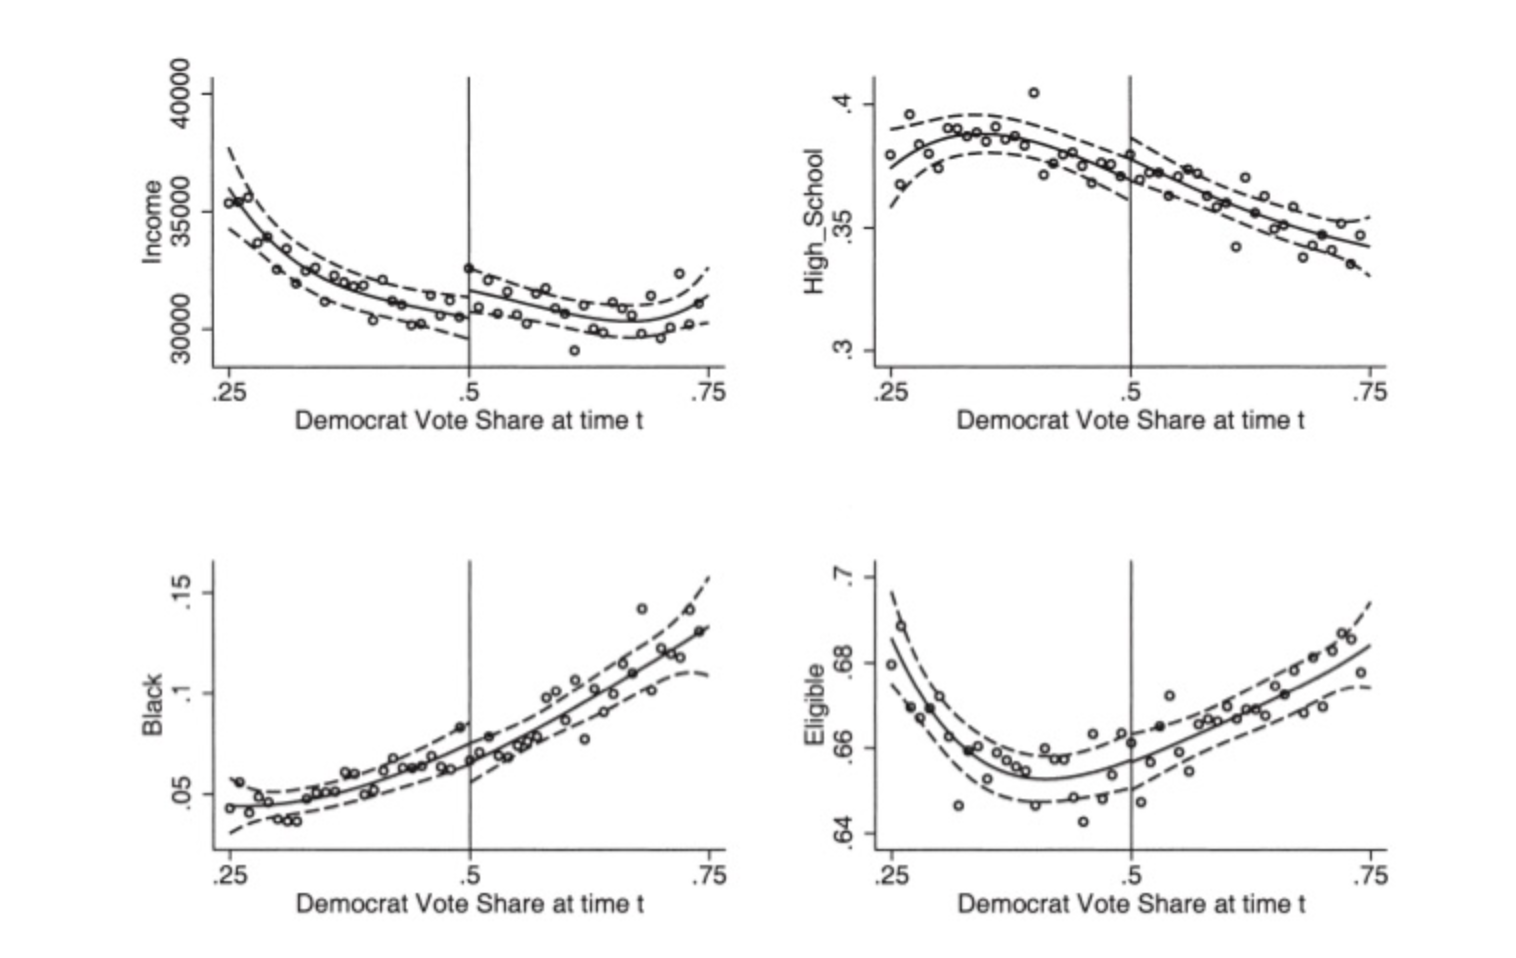 Income
40000
35000
30000
.25 .5 .75
Democrat Vote Share at time t
High_School
.4
.35
.3
.25 .5 .75
Democrat Vote Share at time t
Black
.15
.1
.05
.25 .5 .75
Democrat Vote Share at time t
Eligible
.7
.68
.66
.64
.25 .5 .75
Democrat Vote Share at time t